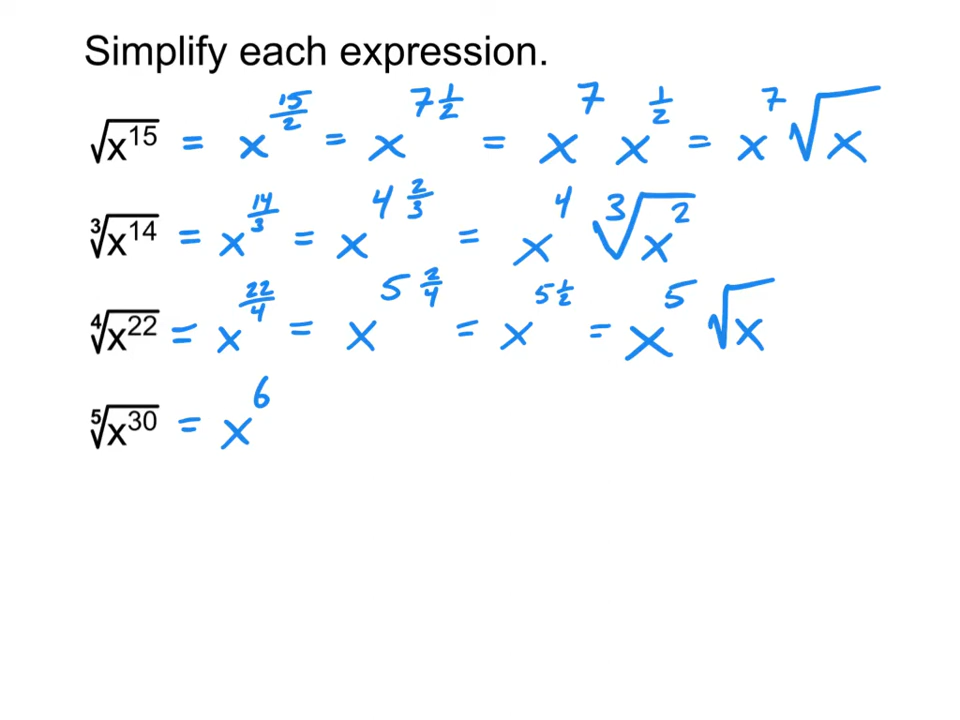 Simplify each expression.
√x¹⁵ = x^(15/2) = x^(7 1/2) = x⁷ x^(1/2) = x⁷ √x
∛x¹⁴ = x^(14/3) = x^(4 2/3) = x⁴ ∛x²
∜x²² = x^(22/4) = x^(5 2/4) = x^(5 1/2) = x⁵ √x
⁵√x³⁰ = x⁶